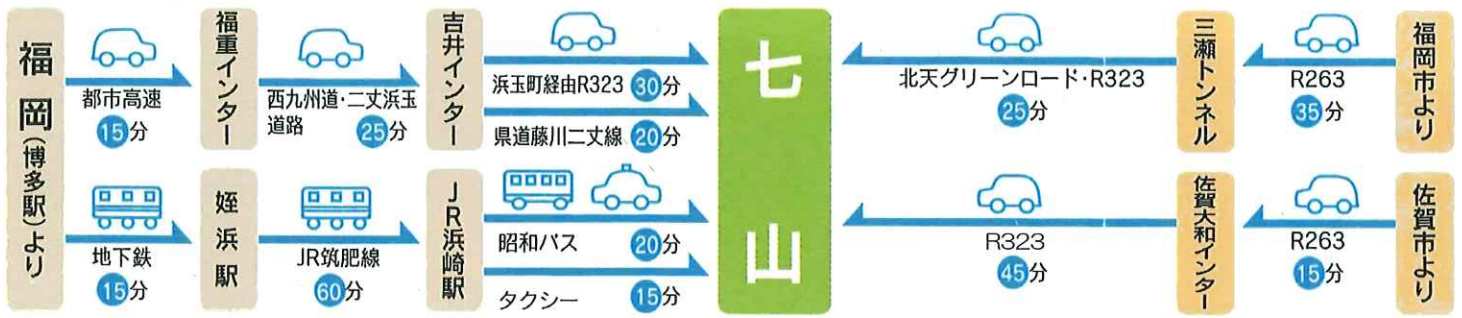 福岡(博多駅)より
都市高速
15分
福重インター
西九州道・二丈浜玉
道路 25分
吉井インター
浜玉町経由R323 30分
県道藤川二丈線 20分
地下鉄
15分
姪浜駅
JR筑肥線
60分
JR浜崎駅
昭和バス 20分
タクシー 15分
七山
北天グリーンロード・R323
25分
三瀬トンネル
R263
35分
福岡市より
R323
45分
佐賀大和インター
R263
15分
佐賀市より